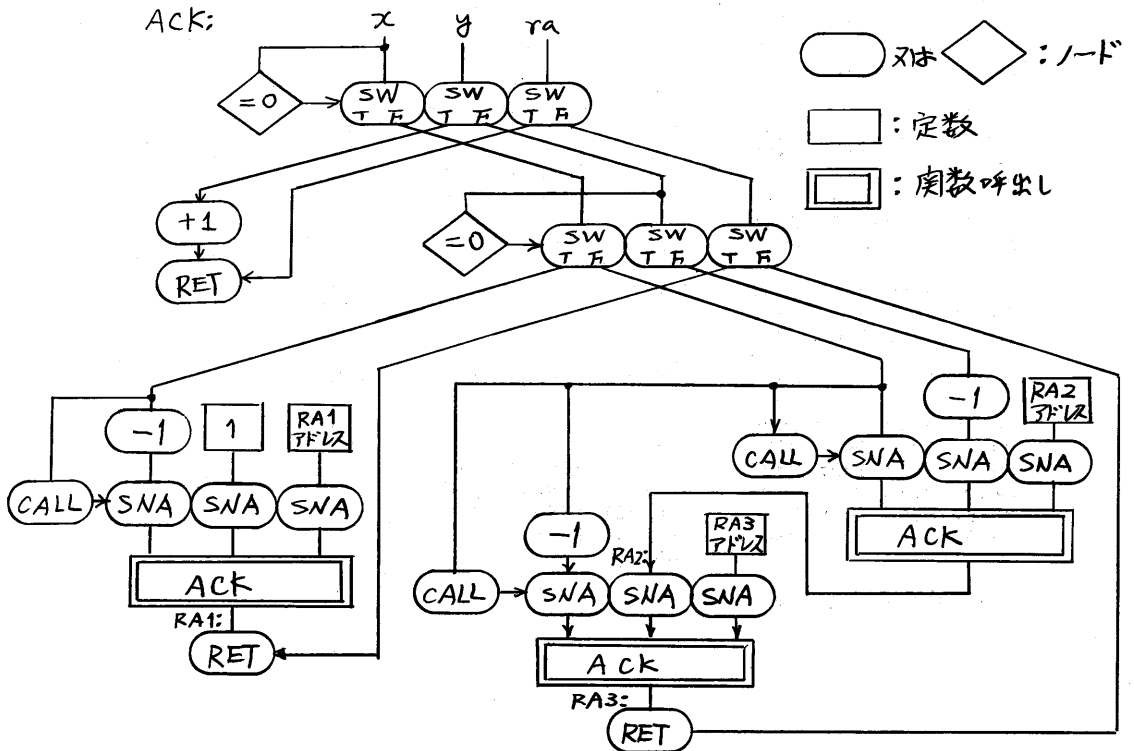 ACK:
x
y
ra
又は
:ノード
=0
SW
T F
SW
T F
SW
T F
:定数
:関数呼出し
+1
RET
=0
SW
T F
SW
T F
SW
T F
-1
1
RA1
アドレス
CALL
SNA
SNA
SNA
ACK
RA1:
RET
-1
RA2
アドレス
CALL
SNA
SNA
SNA
ACK
-1
RA2:
RA3
アドレス
CALL
SNA
SNA
SNA
ACK
RA3:
RET